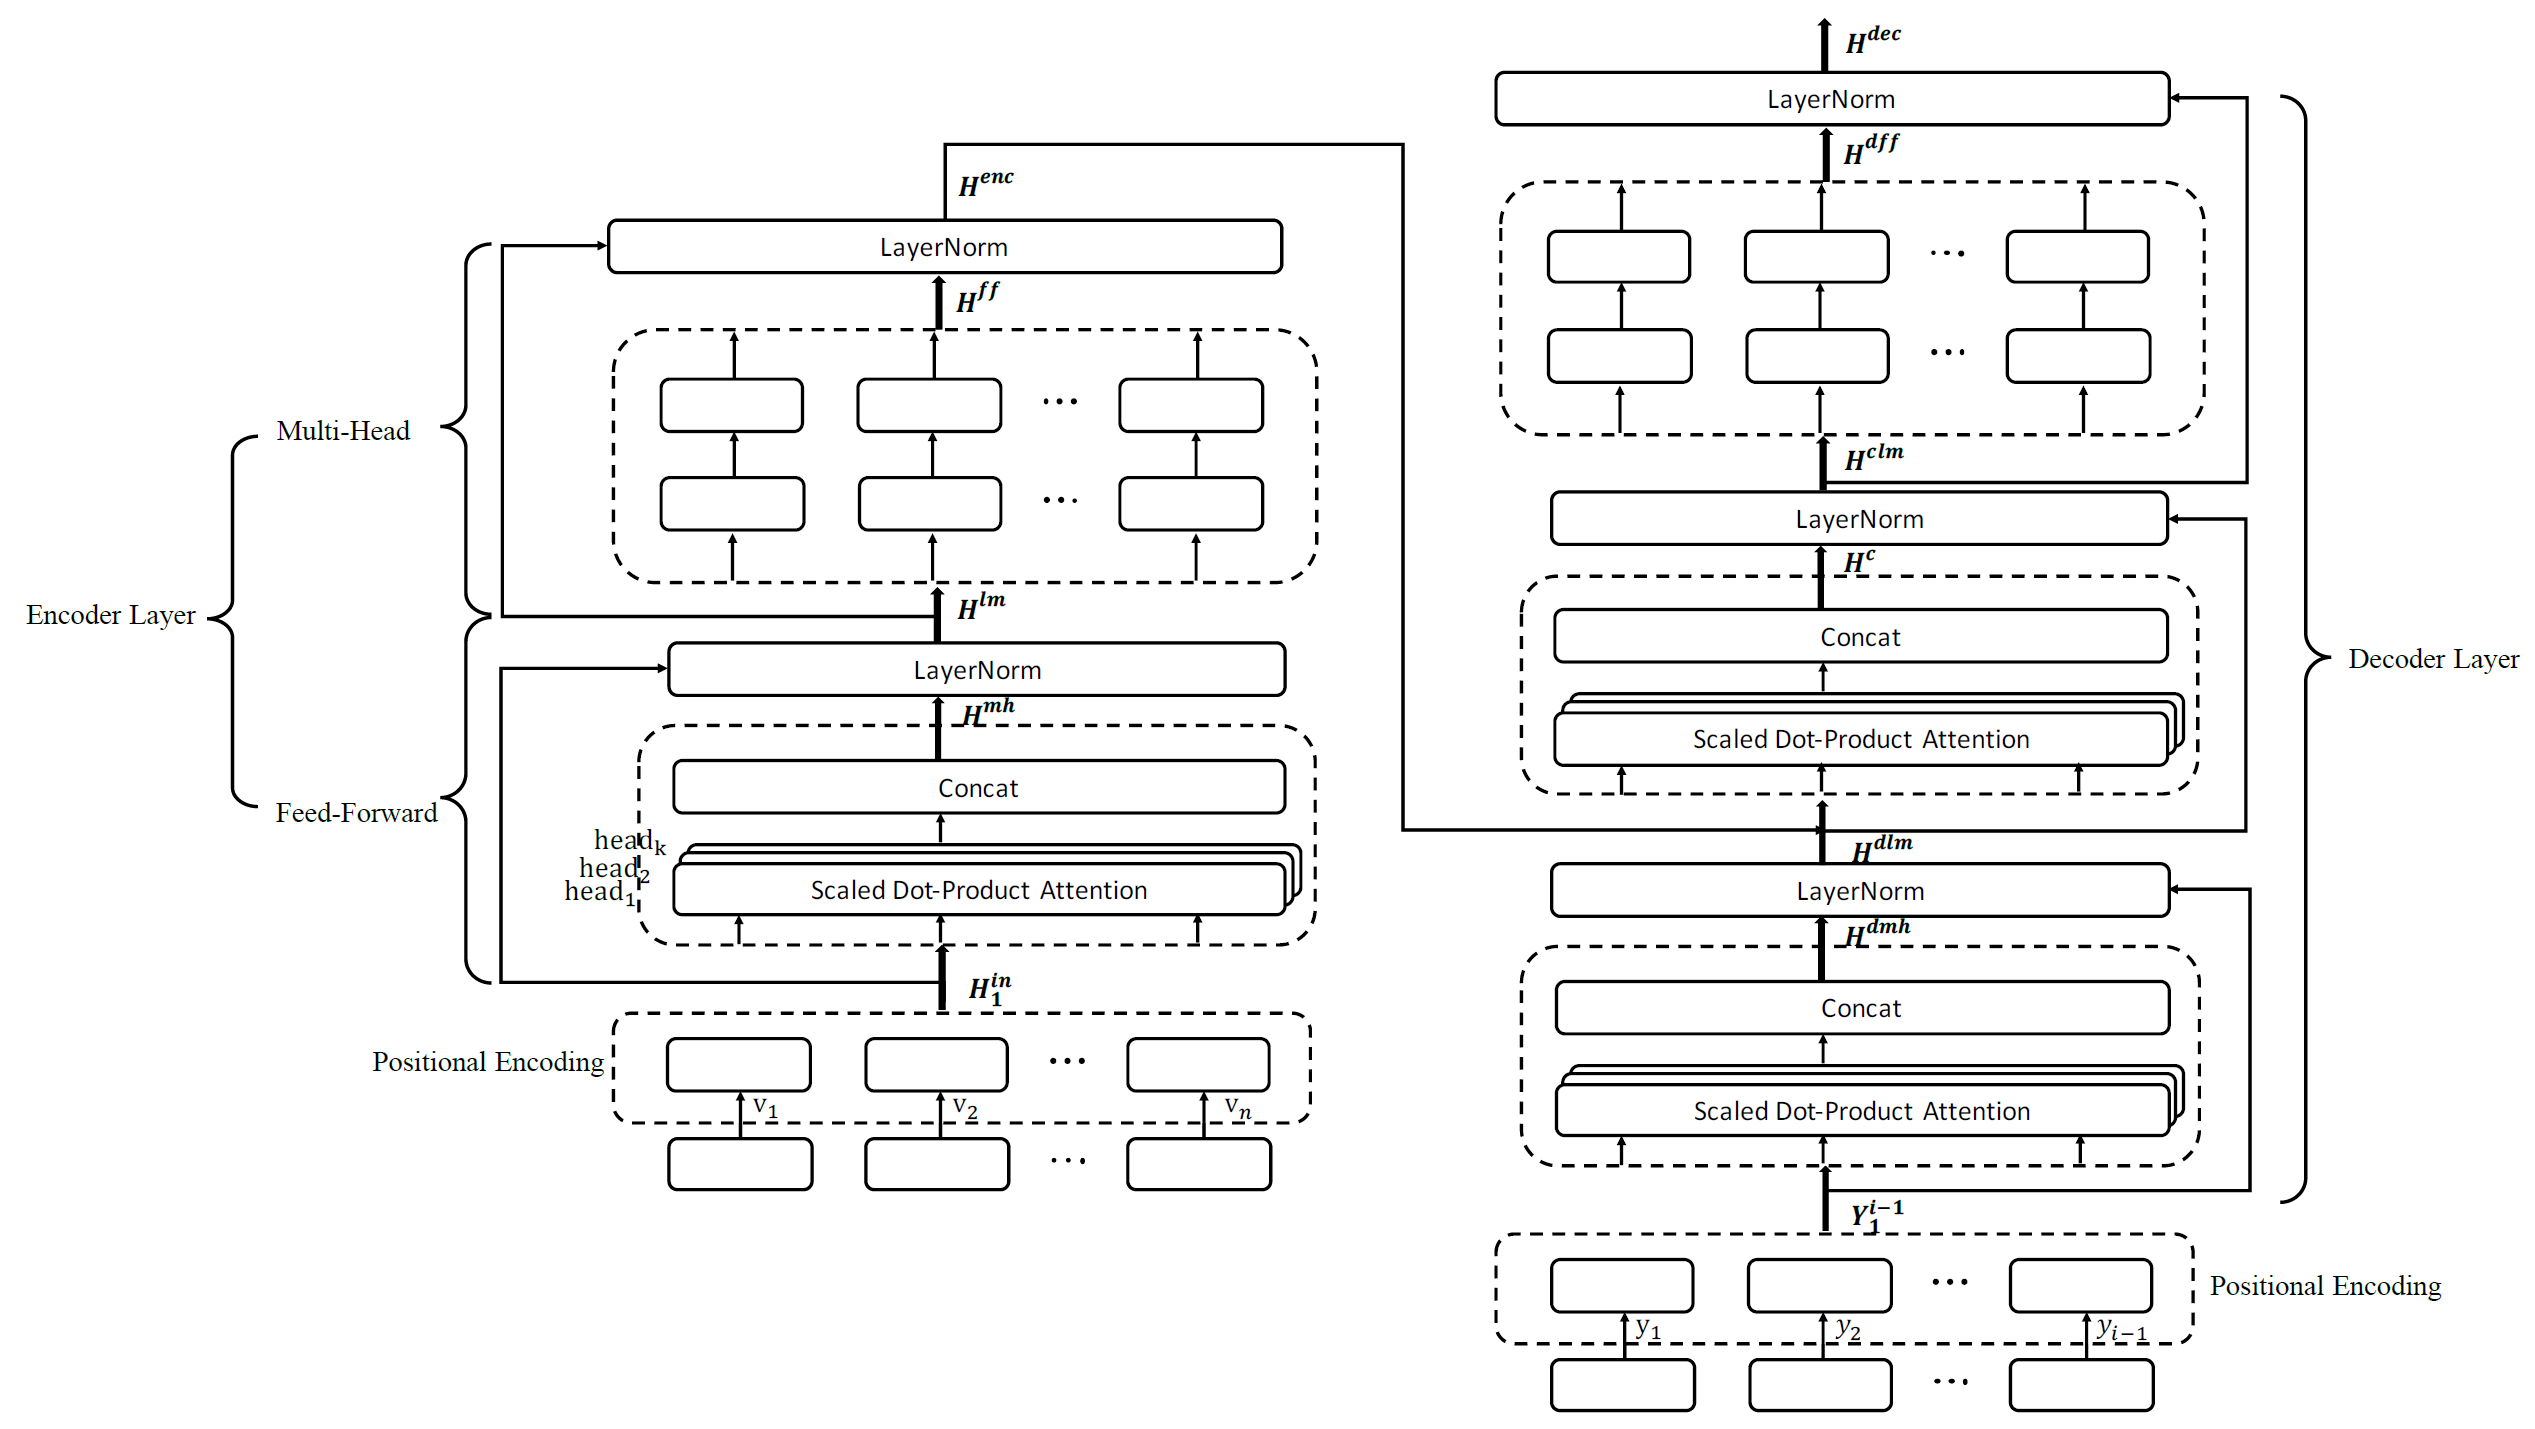 H^{enc}
LayerNorm
H^{ff}
Multi-Head
H^{lm}
Encoder Layer
LayerNorm
H^{mh}
Concat
Feed-Forward
head_k
head_2
head_1
Scaled Dot-Product Attention
H_1^{in}
Positional Encoding
v_1 v_2 v_n
H^{dec}
LayerNorm
H^{dff}
H^{clm}
LayerNorm
H^c
Concat
Decoder Layer
Scaled Dot-Product Attention
H^{dlm}
LayerNorm
H^{dmh}
Concat
Scaled Dot-Product Attention
Y_1^{i-1}
Positional Encoding
y_1 y_2 y_{i-1}